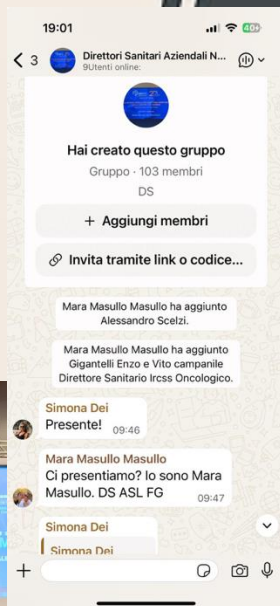 19:01
40+
3
Direttori Sanitari Aziendali N...
9Utenti online:
Hai creato questo gruppo
Gruppo · 103 membri
DS
+ Aggiungi membri
Invita tramite link o codice...
Mara Masullo Masullo ha aggiunto
Alessandro Scelzi.
Mara Masullo Masullo ha aggiunto
Gigantelli Enzo e Vito campanile
Direttore Sanitario Ircss Oncologico.
Simona Dei
Presente! 09:46
Mara Masullo Masullo
Ci presentiamo? Io sono Mara
Masullo. DS ASL FG 09:47
Simona Dei
Simona Dei